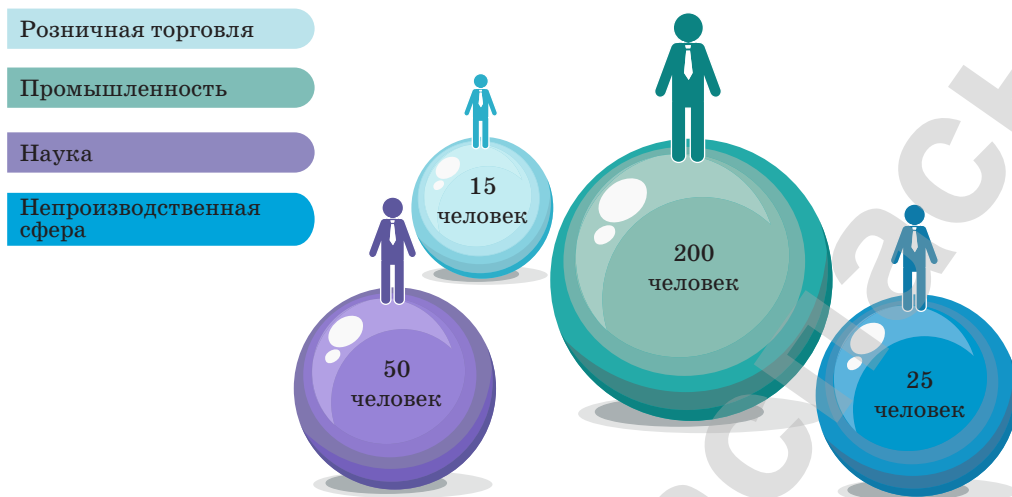 Розничная торговля
Промышленность
Наука
Непроизводственная
сфера
15
человек
200
человек
50
человек
25
человек